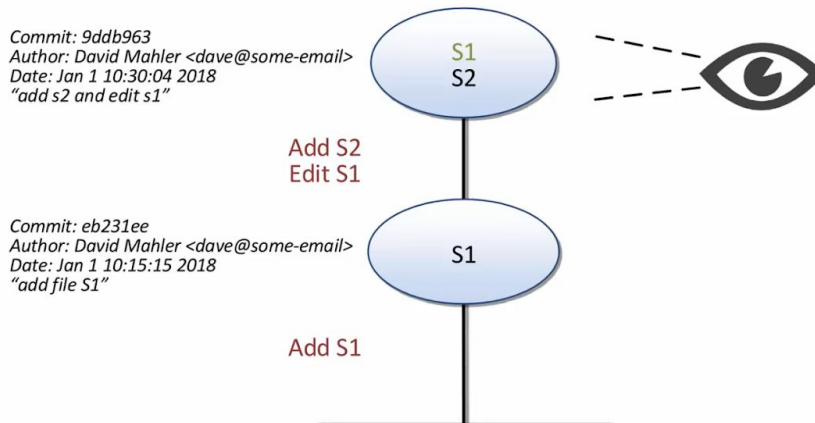 Commit: 9ddb963
Author: David Mahler <dave@some-email>
Date: Jan 1 10:30:04 2018
“add s2 and edit s1”
S1
S2
Add S2
Edit S1
Commit: eb231ee
Author: David Mahler <dave@some-email>
Date: Jan 1 10:15:15 2018
“add file S1”
S1
Add S1